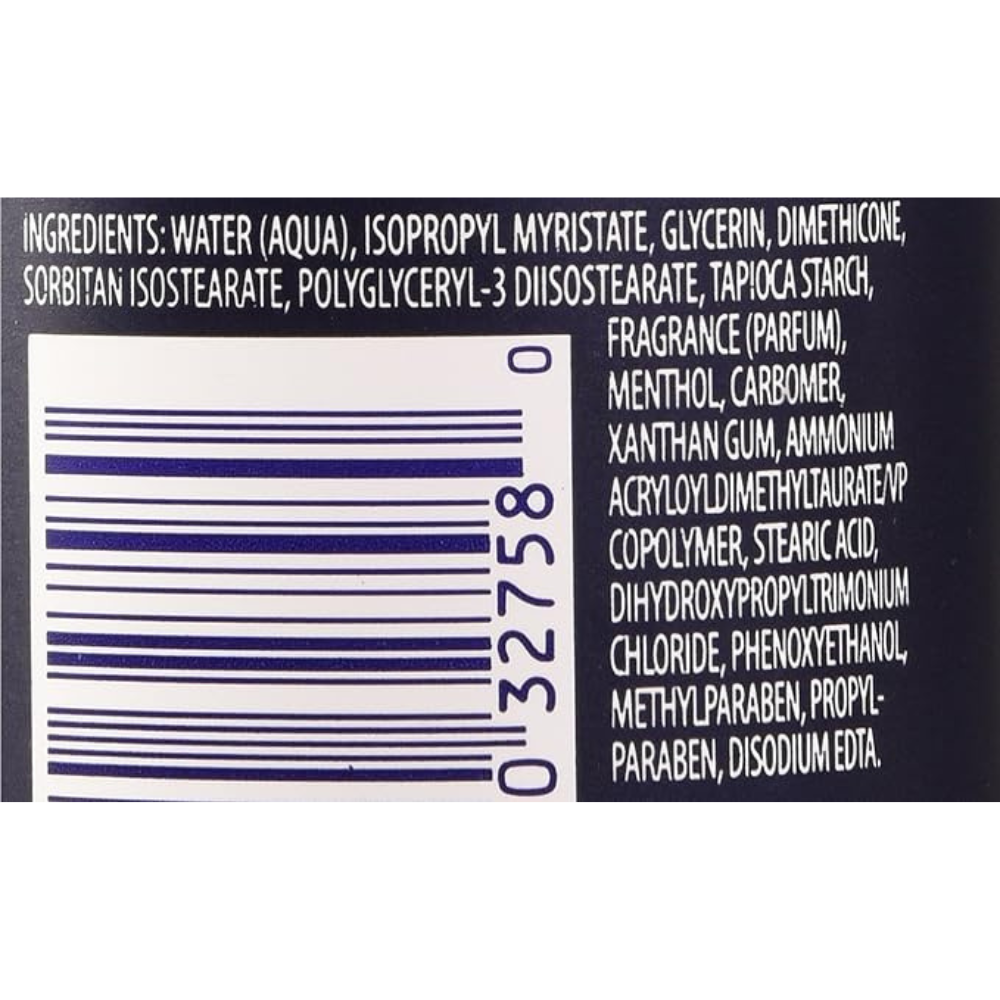 INGREDIENTS: WATER (AQUA), ISOPROPYL MYRISTATE, GLYCERIN, DIMETHICONE,
SORBITAN ISOSTEARATE, POLYGLYCERYL-3 DIISOSTEARATE, TAPIOCA STARCH,
FRAGRANCE (PARFUM),
MENTHOL, CARBOMER,
XANTHAN GUM, AMMONIUM
ACRYLOYLDIMETHYLTAURATE/VP
COPOLYMER, STEARIC ACID,
DIHYDROXYPROPYLTRIMONIUM
CHLORIDE, PHENOXYETHANOL,
METHYLPARABEN, PROPYL-
PARABEN, DISODIUM EDTA.
0 32758 0